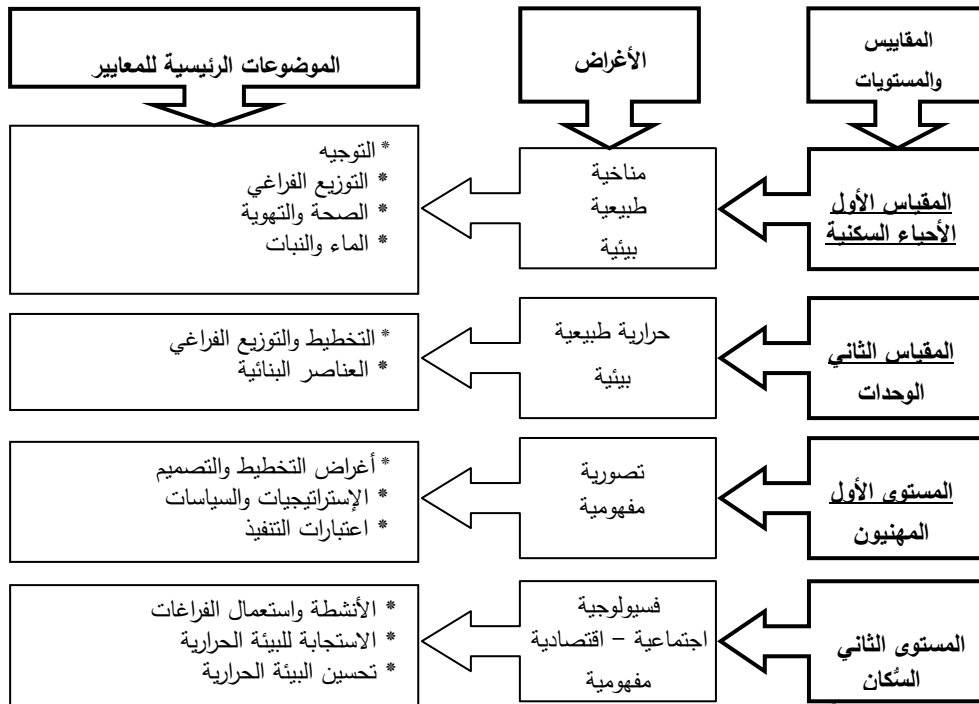 المقاييس
والمستويات
الأغراض
الموضوعات الرئيسية للمعايير
المقياس الأول
الأحياء السكنية
مناخية
طبيعية
بيئية
* التوجيه
* التوزيع الفراغي
* الصحة والتهوية
* الماء والنبات
المقياس الثاني
الوحدات
حرارية طبيعية
بيئية
* التخطيط والتوزيع الفراغي
* العناصر البنائية
المستوى الأول
المهنيون
تصورية
مفهومية
* أغراض التخطيط والتصميم
* الإستراتيجيات والسياسات
* اعتبارات التنفيذ
المستوى الثاني
السُكان
فسيولوجية
اجتماعية – اقتصادية
مفهومية
* الأنشطة واستعمال الفراغات
* الاستجابة للبيئة الحرارية
* تحسين البيئة الحرارية